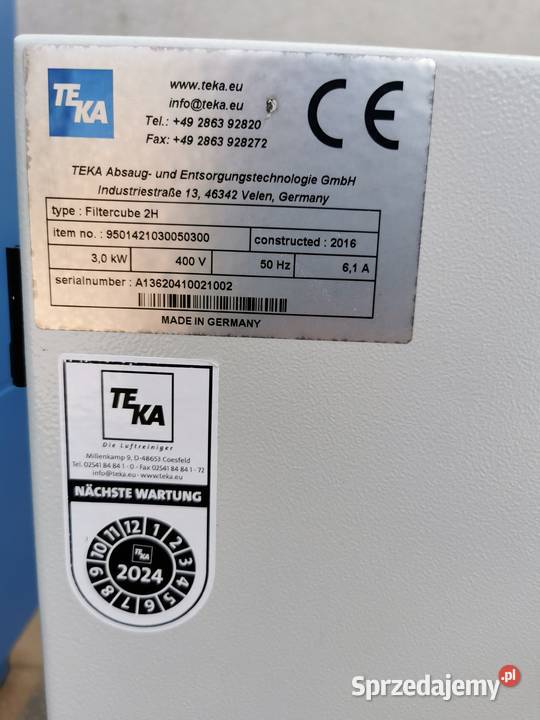 TEKA
www.teka.eu
info@teka.eu
Tel.: +49 2863 92820
Fax: +49 2863 928272
CE
TEKA Absaug- und Entsorgungstechnologie GmbH
Industriestraße 13, 46342 Velen, Germany
type : Filtercube 2H
item no. : 9501421030050300 constructed : 2016
3,0 kW 400 V 50 Hz 6,1 A
serialnumber : A13620410021002
MADE IN GERMANY
TEKA
Die Luftreiniger
Millenkamp 9, D-48653 Coesfeld
Tel. 02541 84 84 1 - 0 - Fax 02541 84 84 1 - 72
info@teka.eu - www.teka.eu
NÄCHSTE WARTUNG
1 2 3 4 5 6 7 8 9 10 11 12
TEKA
2024
Sprzedajemy.pl